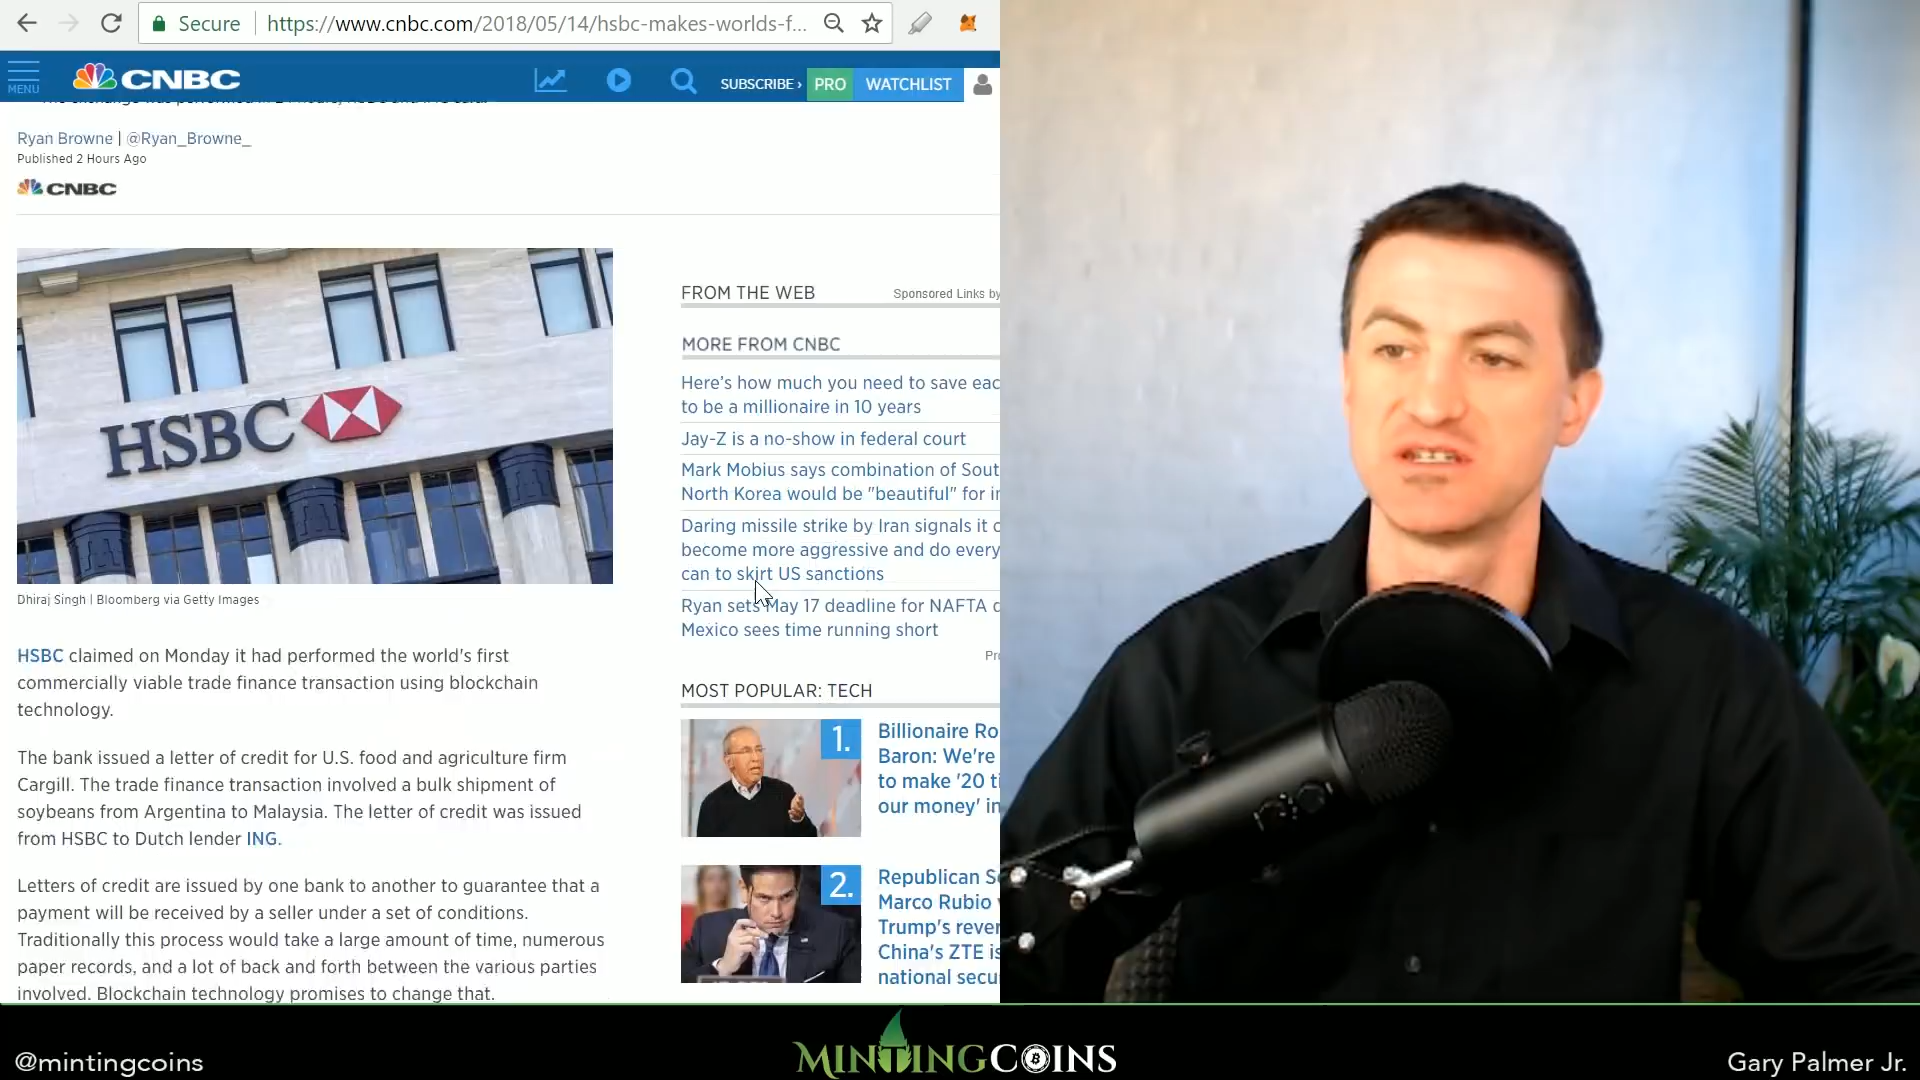 Secure
https://www.cnbc.com/2018/05/14/hsbc-makes-worlds-f...
MENU
CNBC
SUBSCRIBE ›
PRO
WATCHLIST
Ryan Browne | @Ryan_Browne_
Published 2 Hours Ago
CNBC
HSBC
Dhiraj Singh | Bloomberg via Getty Images
HSBC claimed on Monday it had performed the world's first
commercially viable trade finance transaction using blockchain
technology.
The bank issued a letter of credit for U.S. food and agriculture firm
Cargill. The trade finance transaction involved a bulk shipment of
soybeans from Argentina to Malaysia. The letter of credit was issued
from HSBC to Dutch lender ING.
Letters of credit are issued by one bank to another to guarantee that a
payment will be received by a seller under a set of conditions.
Traditionally this process would take a large amount of time, numerous
paper records, and a lot of back and forth between the various parties
involved. Blockchain technology promises to change that.
FROM THE WEB
Sponsored Links by
MORE FROM CNBC
Here's how much you need to save eac
to be a millionaire in 10 years
Jay-Z is a no-show in federal court
Mark Mobius says combination of Sout
North Korea would be "beautiful" for i
Daring missile strike by Iran signals it c
become more aggressive and do every
can to skirt US sanctions
Ryan sets May 17 deadline for NAFTA
Mexico sees time running short
MOST POPULAR: TECH
1.
Billionaire Ro
Baron: We're
to make '20 ti
our money' in
2.
Republican Se
Marco Rubio
Trump's rever
China's ZTE is
national secu
@mintingcoins
MINTINGCOINS
Gary Palmer Jr.